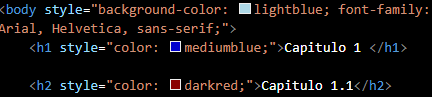 <body style="background-color: lightblue; font-family:
Arial, Helvetica, sans-serif;">
<h1 style="color: mediumblue;">Capitulo 1 </h1>
<h2 style="color: darkred;">Capitulo 1.1</h2>